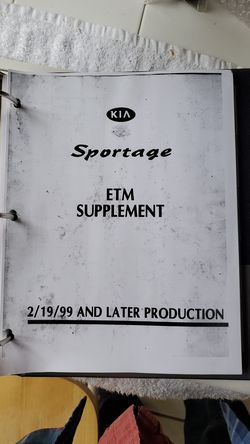 KIA
Sportage
ETM
SUPPLEMENT
2/19/99 AND LATER PRODUCTION